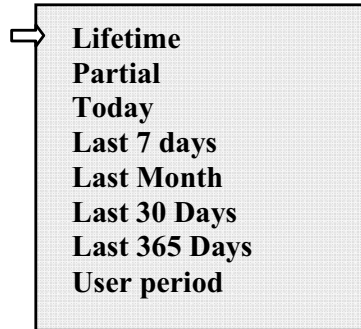 Lifetime
Partial
Today
Last 7 days
Last Month
Last 30 Days
Last 365 Days
User period